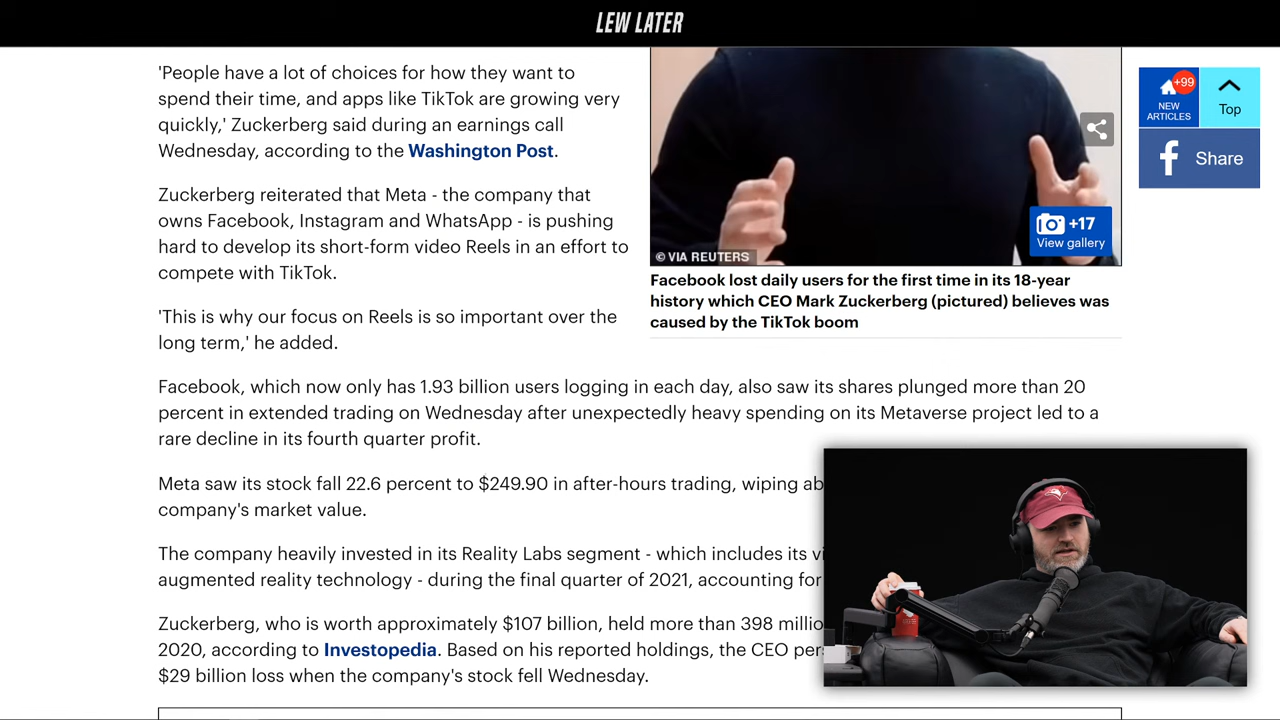 LEW LATER
'People have a lot of choices for how they want to
spend their time, and apps like TikTok are growing very
quickly,' Zuckerberg said during an earnings call
Wednesday, according to the Washington Post.
Zuckerberg reiterated that Meta - the company that
owns Facebook, Instagram and WhatsApp - is pushing
hard to develop its short-form video Reels in an effort to
compete with TikTok.
'This is why our focus on Reels is so important over the
long term,' he added.
+17
View gallery
© VIA REUTERS
Facebook lost daily users for the first time in its 18-year
history which CEO Mark Zuckerberg (pictured) believes was
caused by the TikTok boom
+99
NEW
ARTICLES
Top
Share
Facebook, which now only has 1.93 billion users logging in each day, also saw its shares plunged more than 20
percent in extended trading on Wednesday after unexpectedly heavy spending on its Metaverse project led to a
rare decline in its fourth quarter profit.
Meta saw its stock fall 22.6 percent to $249.90 in after-hours trading, wiping
company's market value.
The company heavily invested in its Reality Labs segment - which includes its
augmented reality technology - during the final quarter of 2021, accounting for
Zuckerberg, who is worth approximately $107 billion, held more than 398
2020, according to Investopedia. Based on his reported holdings, the CEO
$29 billion loss when the company's stock fell Wednesday.